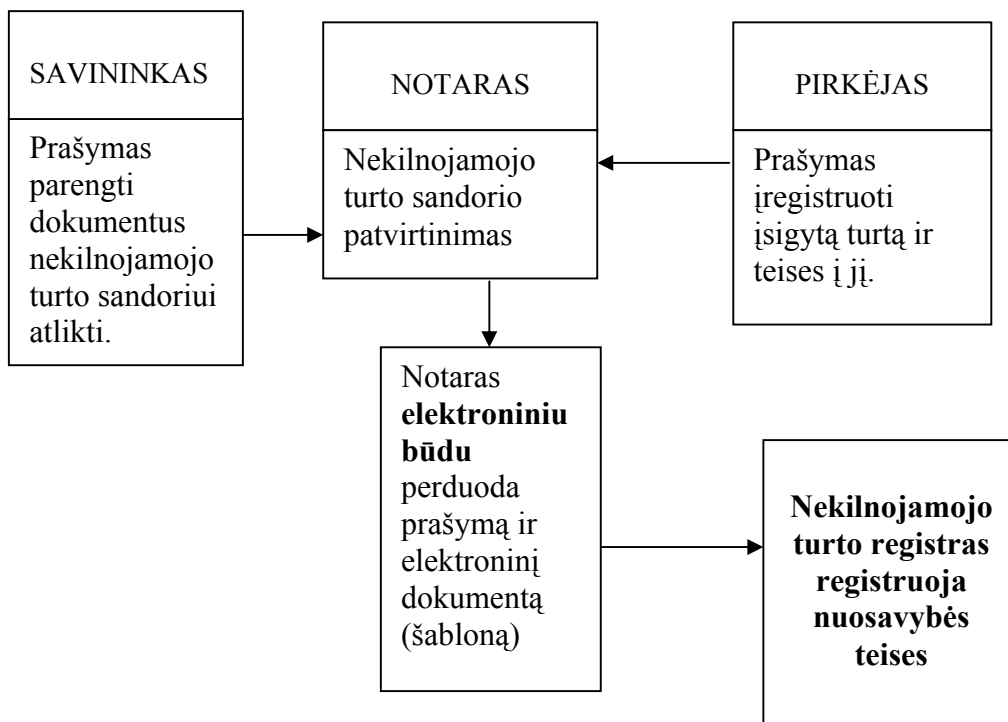 SAVININKAS
Prašymas
parengti
dokumentus
nekilnojamojo
turto sandoriui
atlikti.
NOTARAS
Nekilnojamojo
turto sandorio
patvirtinimas
PIRKĖJAS
Prašymas
įregistruoti
įsigytą turtą ir
teises į jį.
Notaras
elektroniniu
būdu
perduoda
prašymą ir
elektroninį
dokumentą
(šabloną)
Nekilnojamojo
turto registras
registruoja
nuosavybės
teises